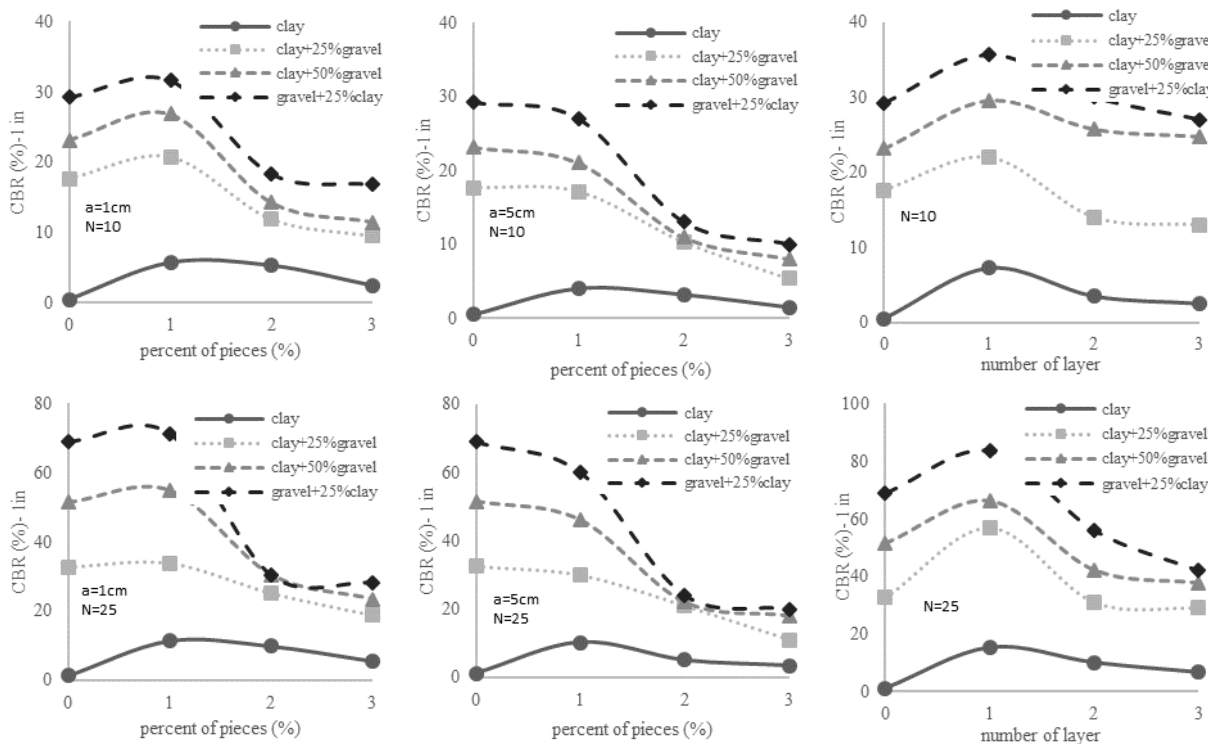 40
30
20
10
0
CBR (%)-1 in
clay
clay+25%gravel
clay+50%gravel
gravel+25%clay
a=1cm
N=10
0 1 2 3
percent of pieces (%)
40
30
20
10
0
CBR (%)-1 in
clay
clay+25%gravel
clay+50%gravel
gravel+25%clay
a=5cm
N=10
0 1 2 3
percent of pieces (%)
40
30
20
10
0
CBR (%)-1in
clay
clay+25%gravel
clay+50%gravel
gravel+25%clay
N=10
0 1 2 3
number of layer
80
60
40
20
0
CBR (%)- 1in
clay
clay+25%gravel
clay+50%gravel
gravel+25%clay
a=1cm
N=25
0 1 2 3
percent of pieces (%)
80
60
40
20
0
CBR (%)- 1 in
clay
clay+25%gravel
clay+50%gravel
gravel+25%clay
a=5cm
N=25
0 1 2 3
percent of pieces (%)
100
80
60
40
20
0
CBR (%)- 1 in
clay
clay+25%gravel
clay+50%gravel
gravel+25%clay
N=25
0 1 2 3
number of layer